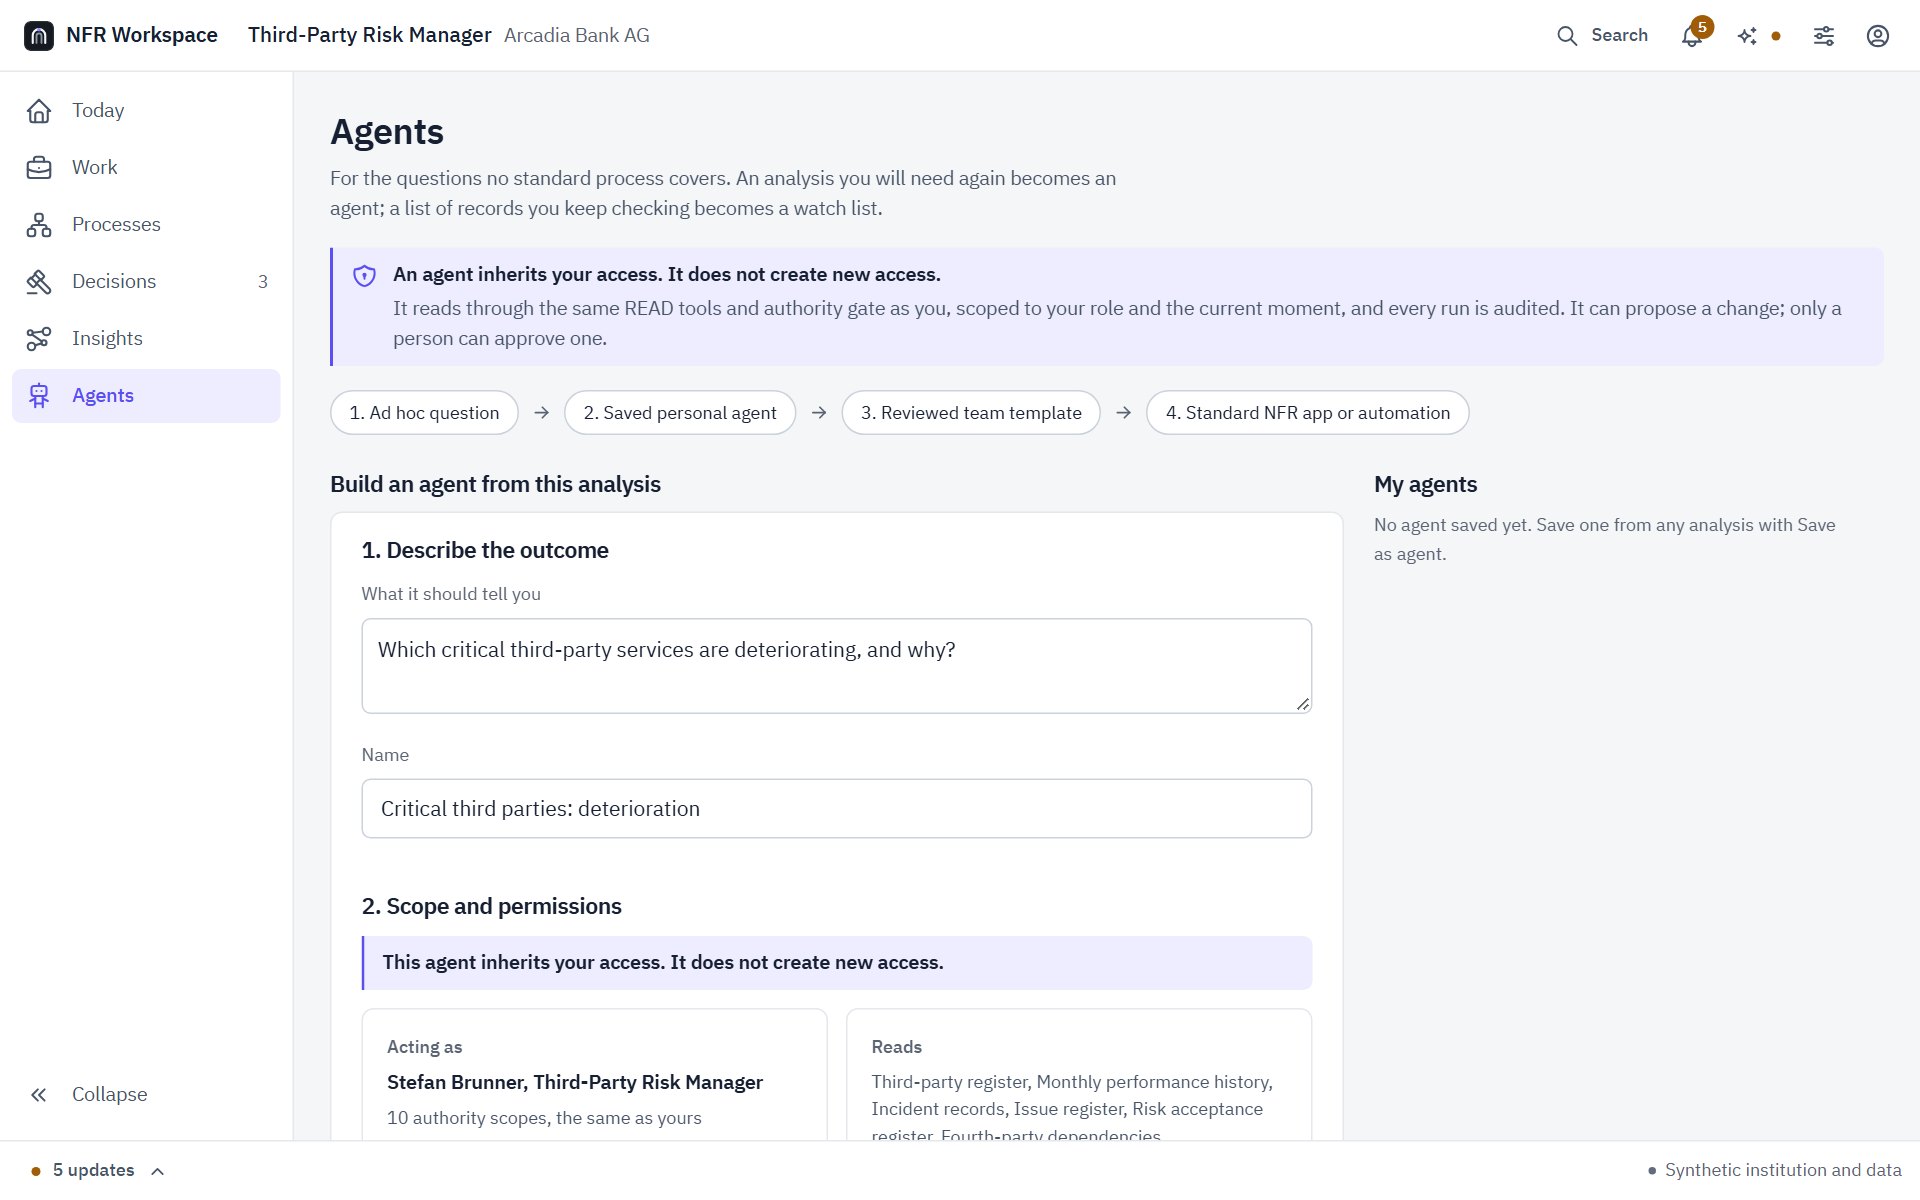 NFR Workspace
Third-Party Risk Manager Arcadia Bank AG
Search
5
Today
Work
Processes
Decisions 3
Insights
Agents
Collapse
Agents
For the questions no standard process covers. An analysis you will need again becomes an
agent; a list of records you keep checking becomes a watch list.
An agent inherits your access. It does not create new access.
It reads through the same READ tools and authority gate as you, scoped to your role and the current moment, and every run is audited. It can propose a change; only a
person can approve one.
1. Ad hoc question
2. Saved personal agent
3. Reviewed team template
4. Standard NFR app or automation
Build an agent from this analysis
1. Describe the outcome
What it should tell you
Which critical third-party services are deteriorating, and why?
Name
Critical third parties: deterioration
2. Scope and permissions
This agent inherits your access. It does not create new access.
Acting as
Stefan Brunner, Third-Party Risk Manager
10 authority scopes, the same as yours
Reads
Third-party register, Monthly performance history,
Incident records, Issue register, Risk acceptance
register, Fourth-party dependencies
My agents
No agent saved yet. Save one from any analysis with Save
as agent.
5 updates
Synthetic institution and data